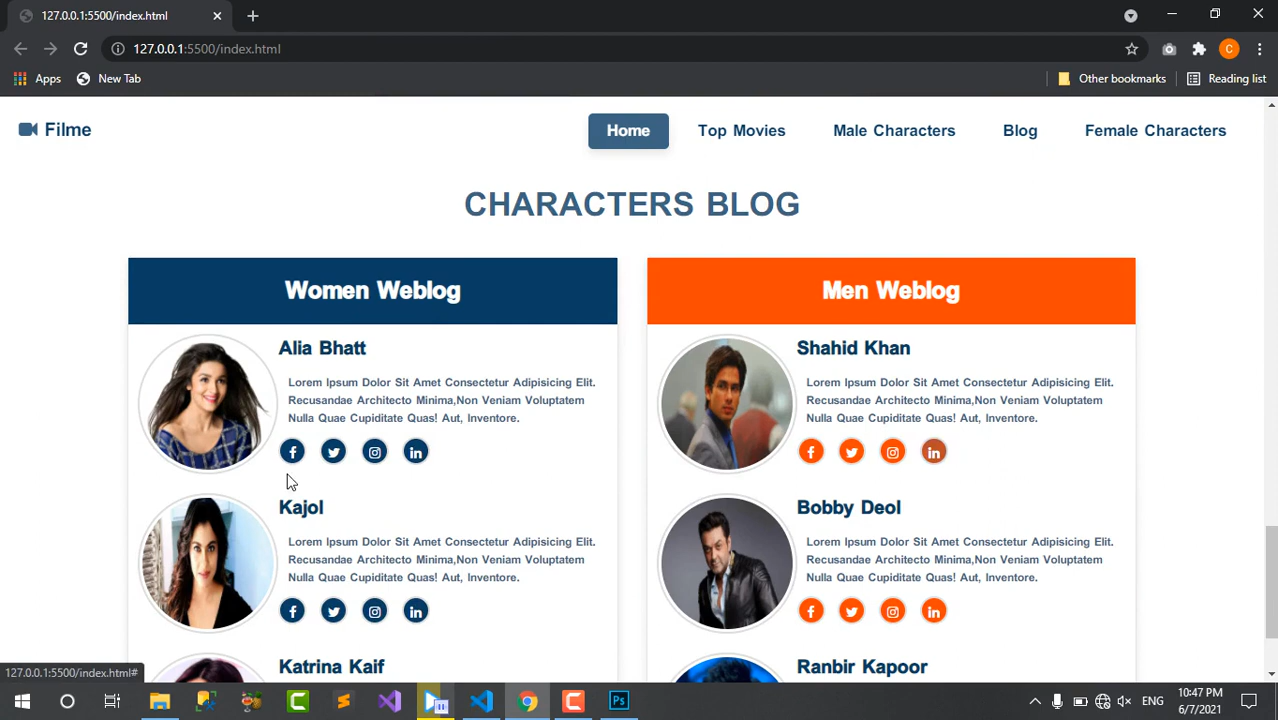 127.0.0.1:5500/index.html
127.0.0.1:5500/index.html
Apps
New Tab
Other bookmarks
Reading list
C
Filme
Home
Top Movies
Male Characters
Blog
Female Characters
CHARACTERS BLOG
Women Weblog
Alia Bhatt
Lorem Ipsum Dolor Sit Amet Consectetur Adipisicing Elit.
Recusandae Architecto Minima,Non Veniam Voluptatem
Nulla Quae Cupiditate Quas! Aut, Inventore.
Kajol
Lorem Ipsum Dolor Sit Amet Consectetur Adipisicing Elit.
Recusandae Architecto Minima,Non Veniam Voluptatem
Nulla Quae Cupiditate Quas! Aut, Inventore.
Katrina Kaif
Men Weblog
Shahid Khan
Lorem Ipsum Dolor Sit Amet Consectetur Adipisicing Elit.
Recusandae Architecto Minima,Non Veniam Voluptatem
Nulla Quae Cupiditate Quas! Aut, Inventore.
Bobby Deol
Lorem Ipsum Dolor Sit Amet Consectetur Adipisicing Elit.
Recusandae Architecto Minima,Non Veniam Voluptatem
Nulla Quae Cupiditate Quas! Aut, Inventore.
Ranbir Kapoor
127.0.0.1:5500/index.html#
Ps
ENG
10:47 PM
6/7/2021